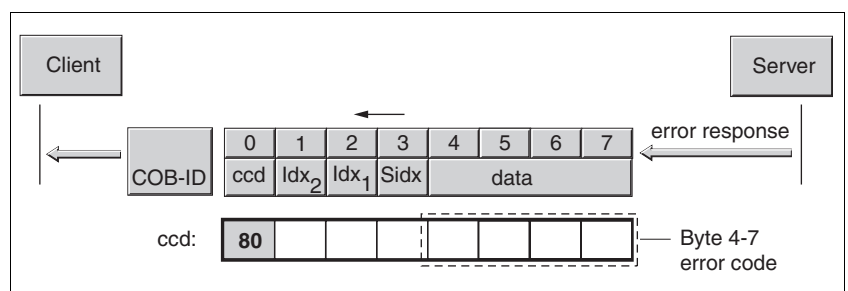 Client
Server
0 1 2 3 4 5 6 7
error response
COB-ID
ccd Idx2 Idx1 Sidx data
ccd: 80
Byte 4-7
error code